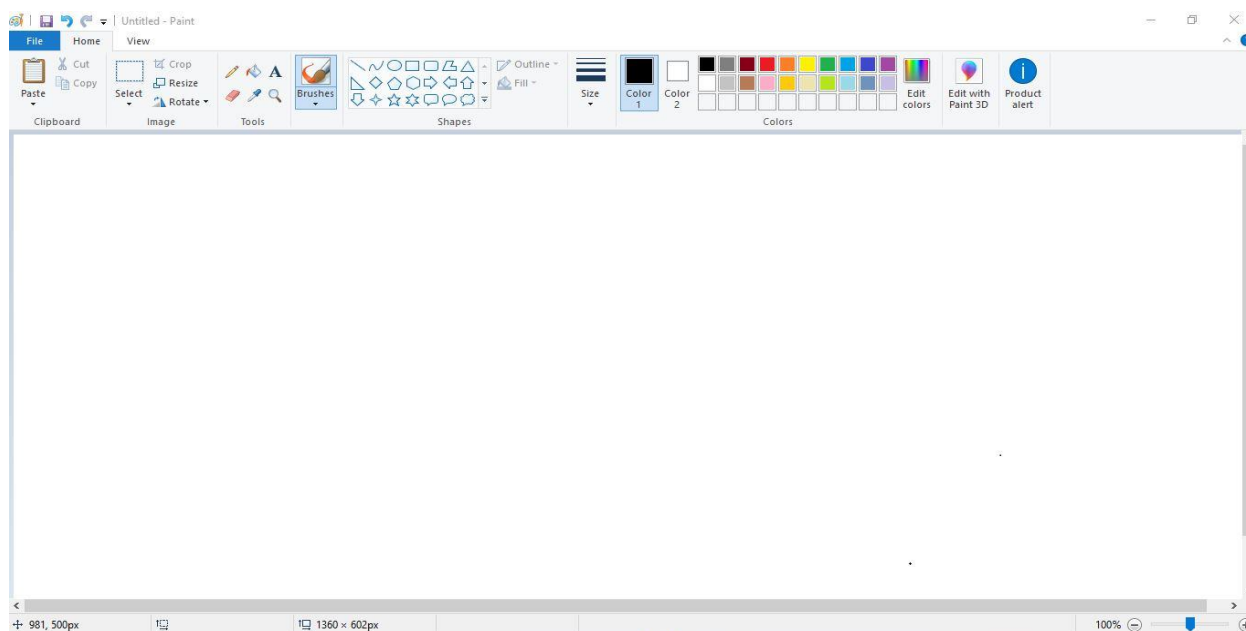 Untitled - Paint
File Home View
Paste
Cut
Copy
Clipboard
Select
Crop
Resize
Rotate
Image
A
Tools
Brushes
Outline
Fill
Shapes
Size
Color
1
Color
2
Edit
colors
Colors
Edit with
Paint 3D
Product
alert
981, 500px 1360 × 602px 100%